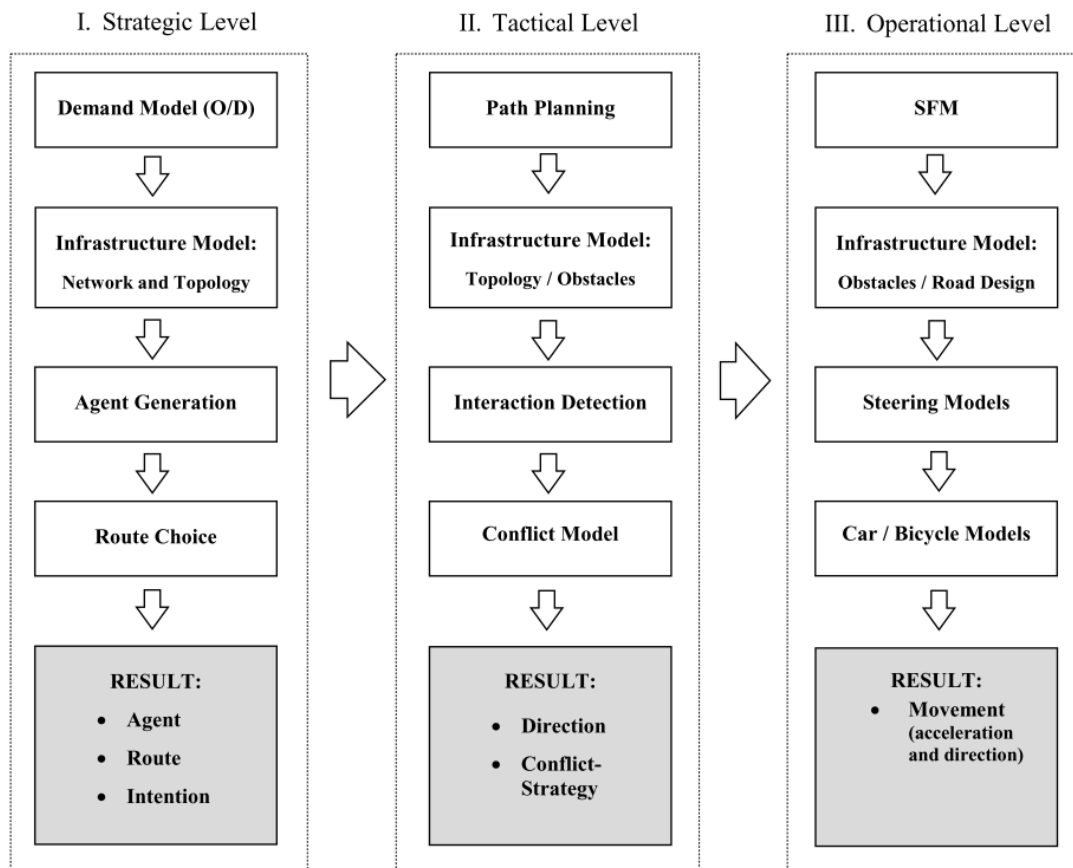 I. Strategic Level
Demand Model (O/D)
Infrastructure Model:
Network and Topology
Agent Generation
Route Choice
RESULT:
• Agent
• Route
• Intention
II. Tactical Level
Path Planning
Infrastructure Model:
Topology / Obstacles
Interaction Detection
Conflict Model
RESULT:
• Direction
• Conflict-
Strategy
III. Operational Level
SFM
Infrastructure Model:
Obstacles / Road Design
Steering Models
Car / Bicycle Models
RESULT:
• Movement
(acceleration
and direction)